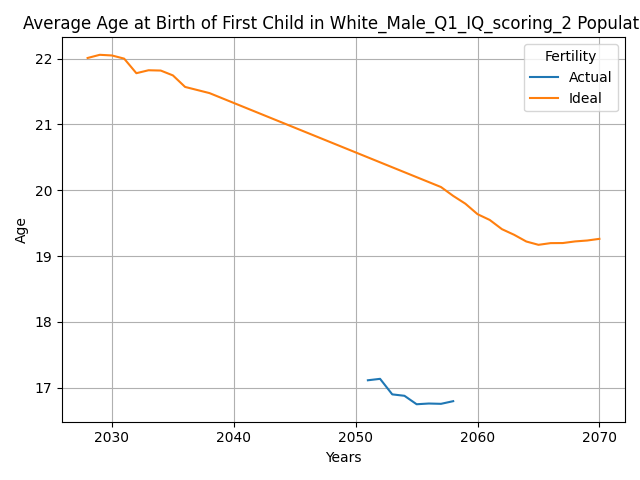 Average Age at Birth of First Child in White_Male_Q1_IQ_scoring_2 Populat
Fertility
Actual
Ideal
22
21
20
19
18
17
Age
2030 2040 2050 2060 2070
Years